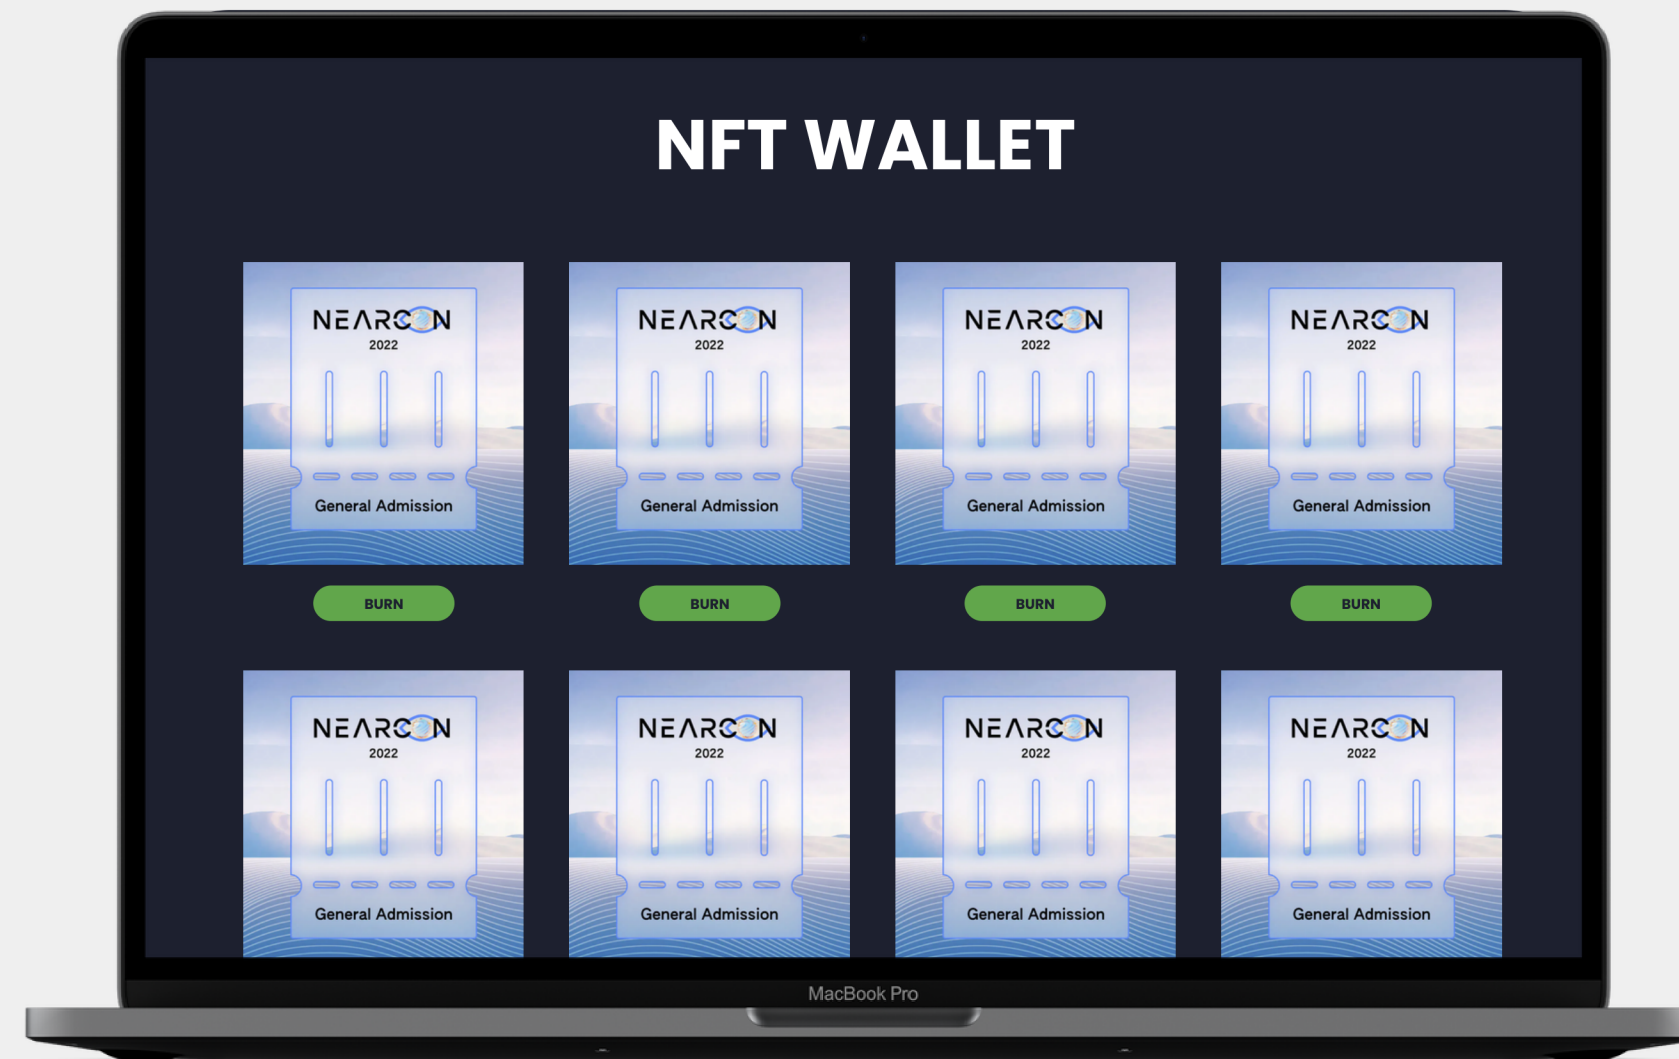 NFT WALLET
NEARCON NEARCON NEARCON NEARCON
2022 2022 2022 2022
General Admission General Admission General Admission General Admission
BURN BURN BURN BURN
NEARCON NEARCON NEARCON NEARCON
2022 2022 2022 2022
General Admission General Admission General Admission General Admission
MacBook Pro